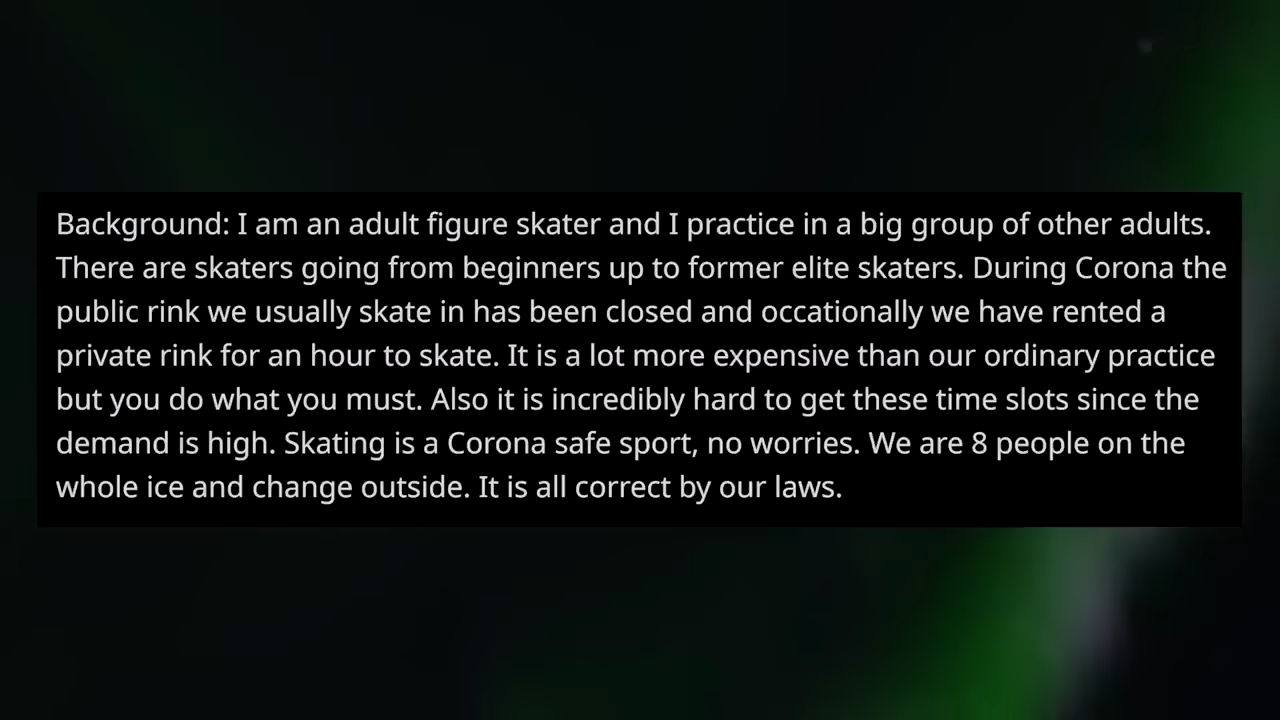 Background: I am an adult figure skater and I practice in a big group of other adults.
There are skaters going from beginners up to former elite skaters. During Corona the
public rink we usually skate in has been closed and occationally we have rented a
private rink for an hour to skate. It is a lot more expensive than our ordinary practice
but you do what you must. Also it is incredibly hard to get these time slots since the
demand is high. Skating is a Corona safe sport, no worries. We are 8 people on the
whole ice and change outside. It is all correct by our laws.